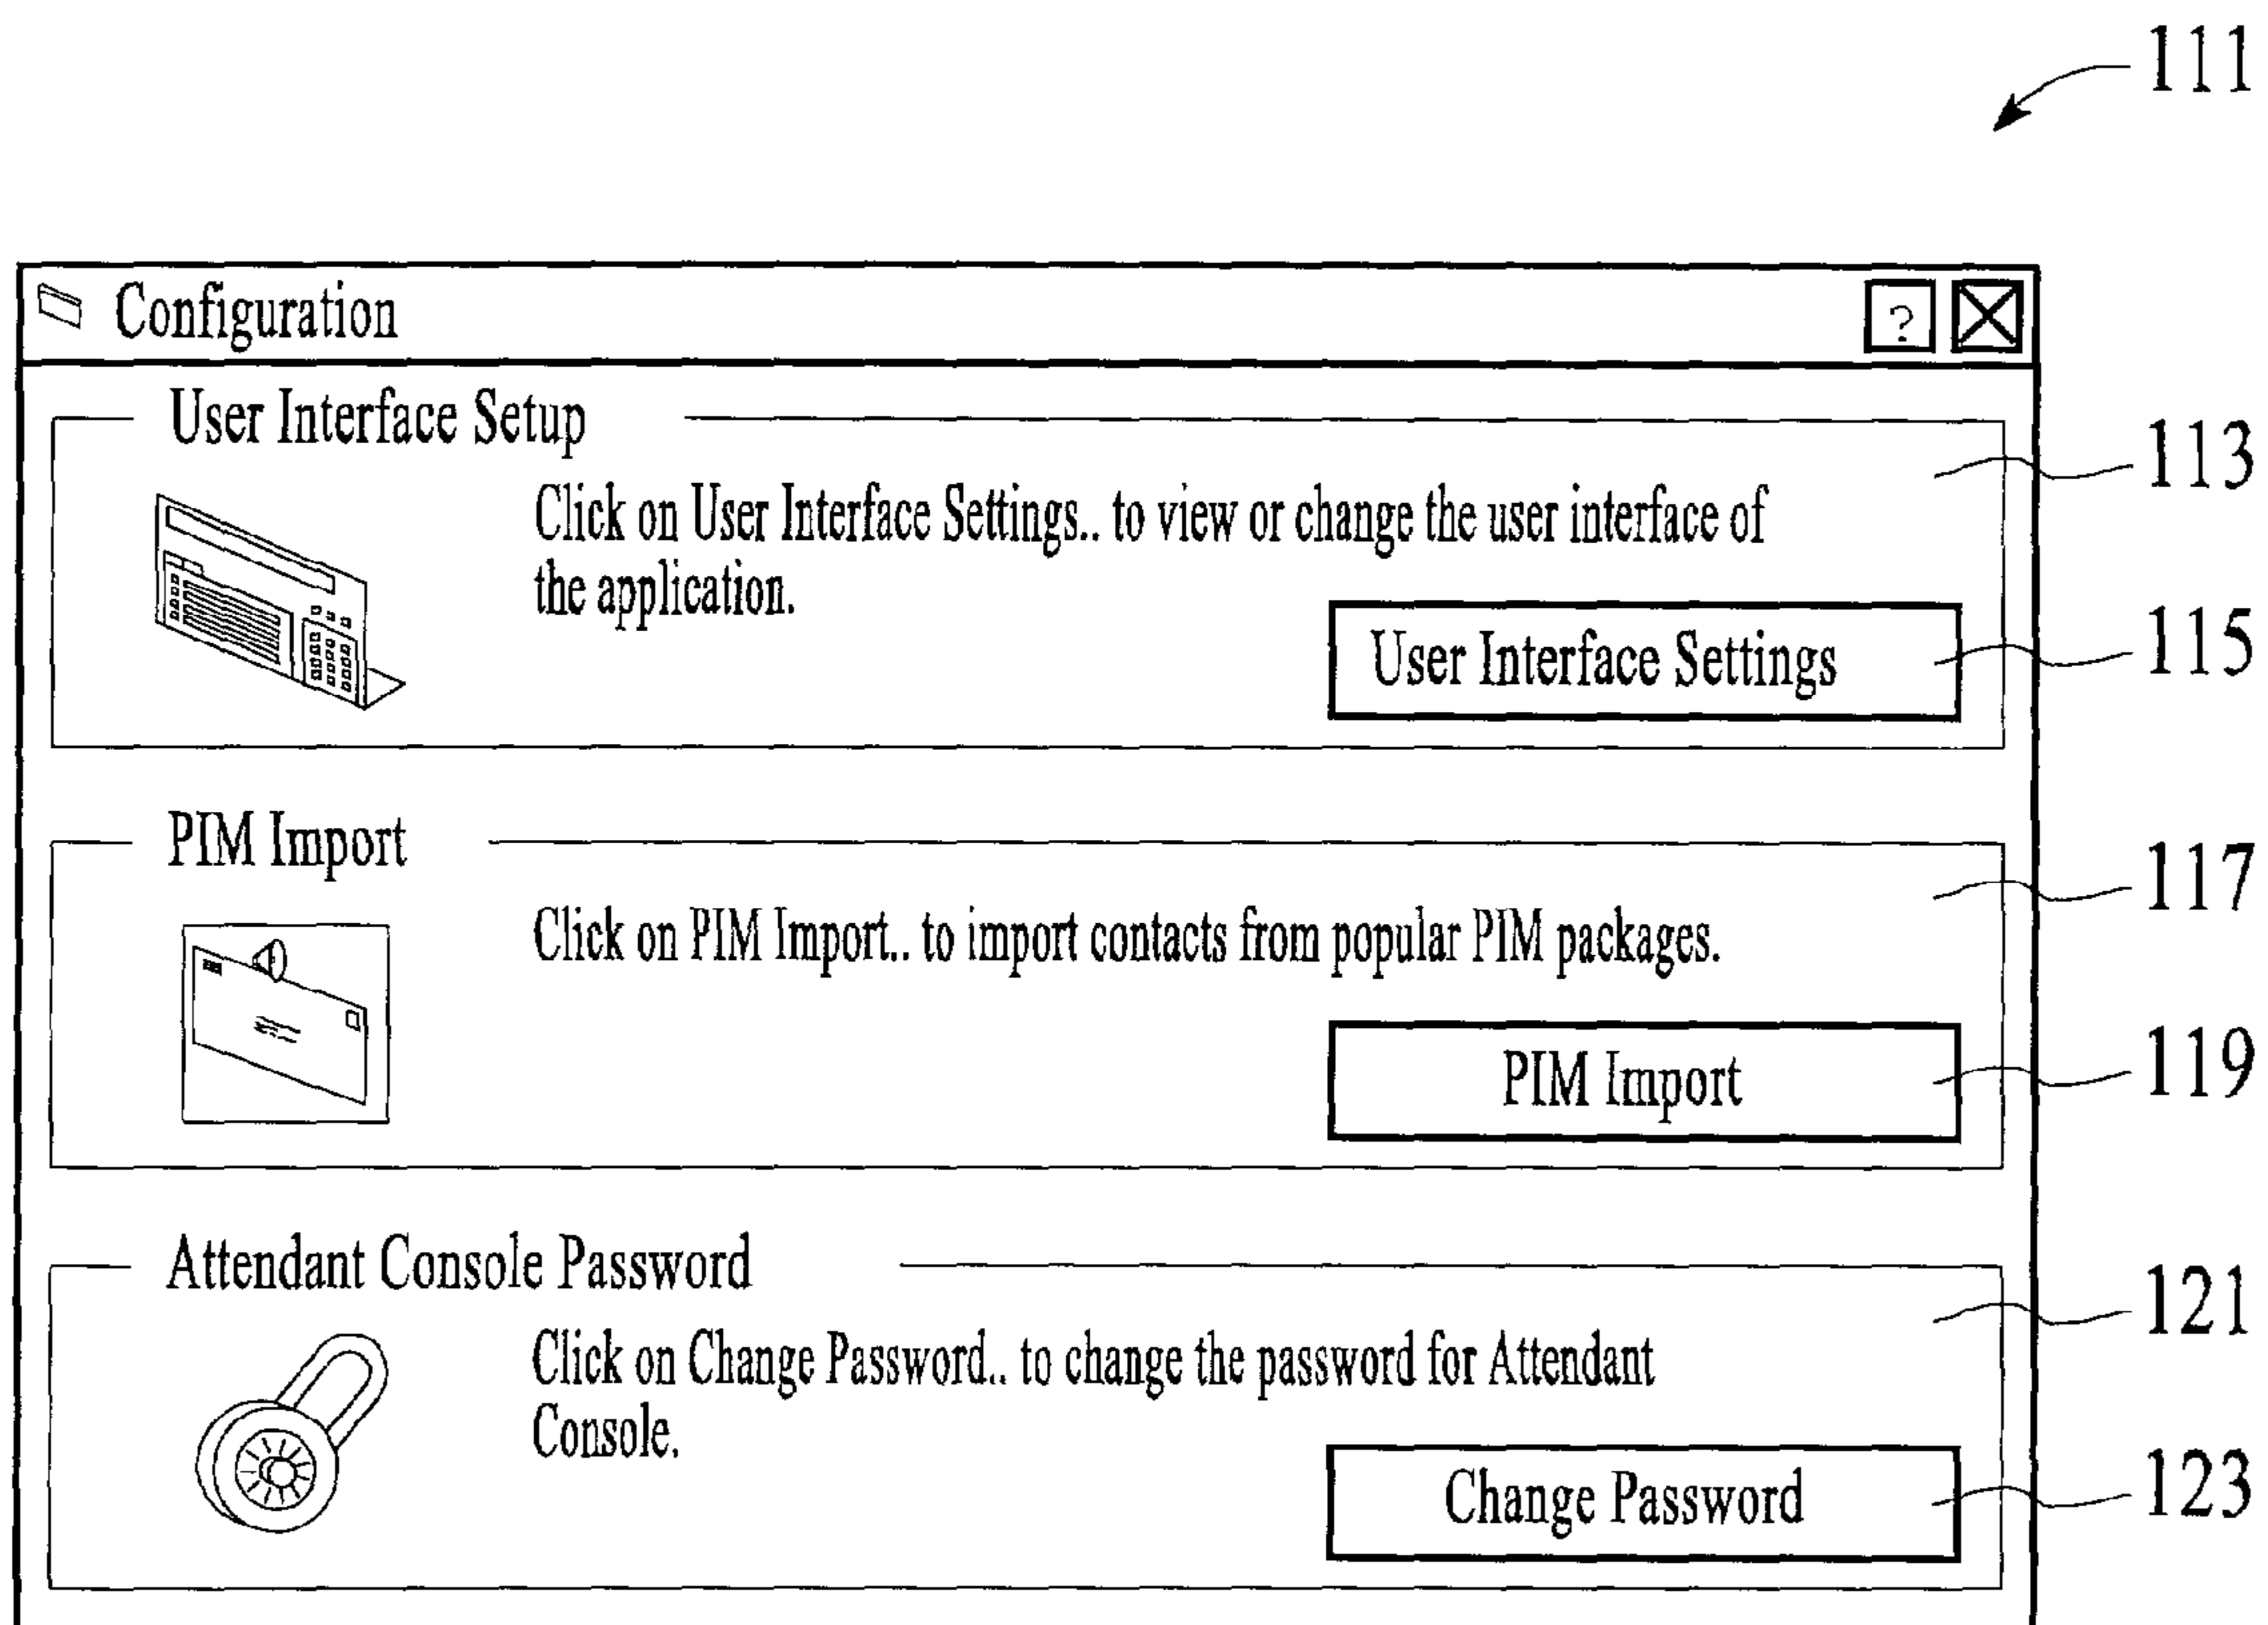 111
Configuration ?
User Interface Setup
113
Click on User Interface Settings.. to view or change the user interface of
the application.
User Interface Settings
115
PIM Import
117
Click on PIM Import.. to import contacts from popular PIM packages.
PIM Import
119
Attendant Console Password
121
Click on Change Password.. to change the password for Attendant
Console.
Change Password
123